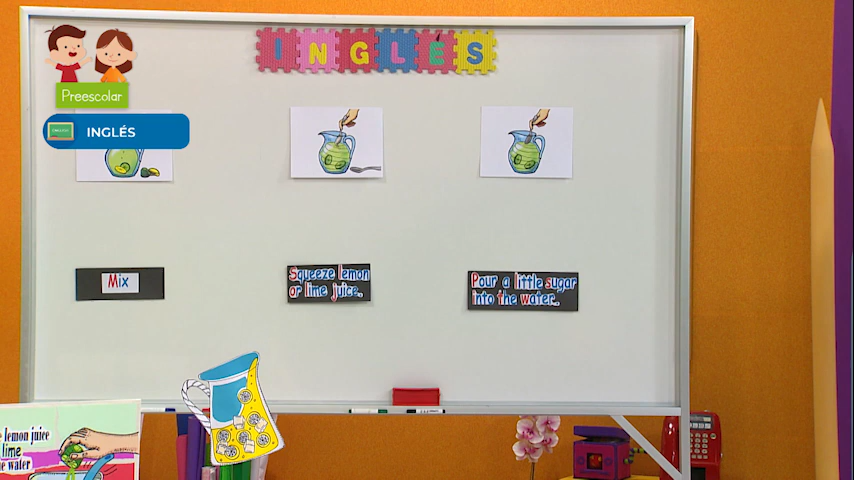 INGLÉS
Preescolar
INGLÉS
Mix
Squeeze lemon
or lime juice.
Pour a little sugar
into the water.
lemon juice
lime
water